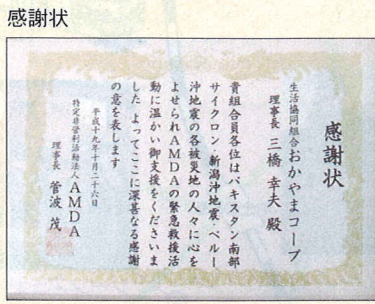 感謝状
感謝状
生活協同組合おかやまコープ
理事長 三橋 幸夫 殿
貴組合員各位はパキスタン南部
サイクロン・新潟沖地震・ペルー
沖地震の各被災地の人々に心を
よせられAMDAの緊急救援活
動に温かい御支援をくださいま
した よってここに深甚なる感謝
の意を表します
平成十九年十月二十六日
特定非営利活動法人AMDA
理事長 菅波 茂